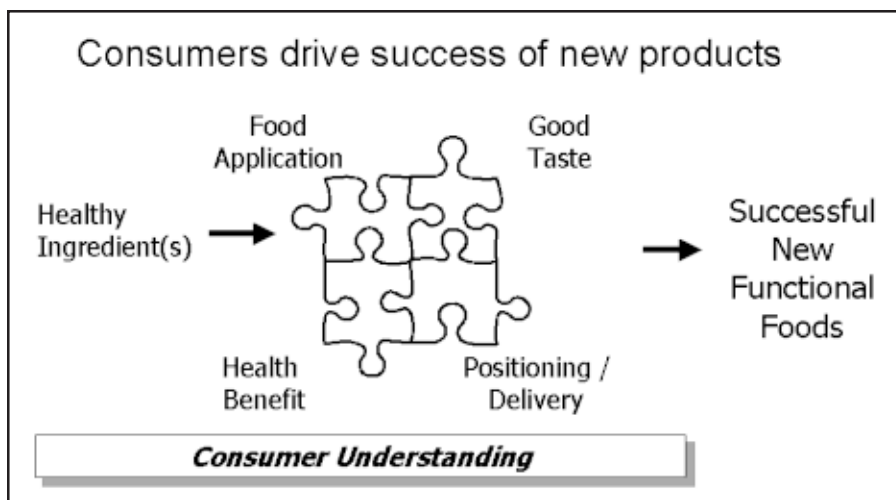 Consumers drive success of new products
Food
Application
Good
Taste
Healthy
Ingredient(s)
Successful
New
Functional
Foods
Health
Benefit
Positioning /
Delivery
Consumer Understanding